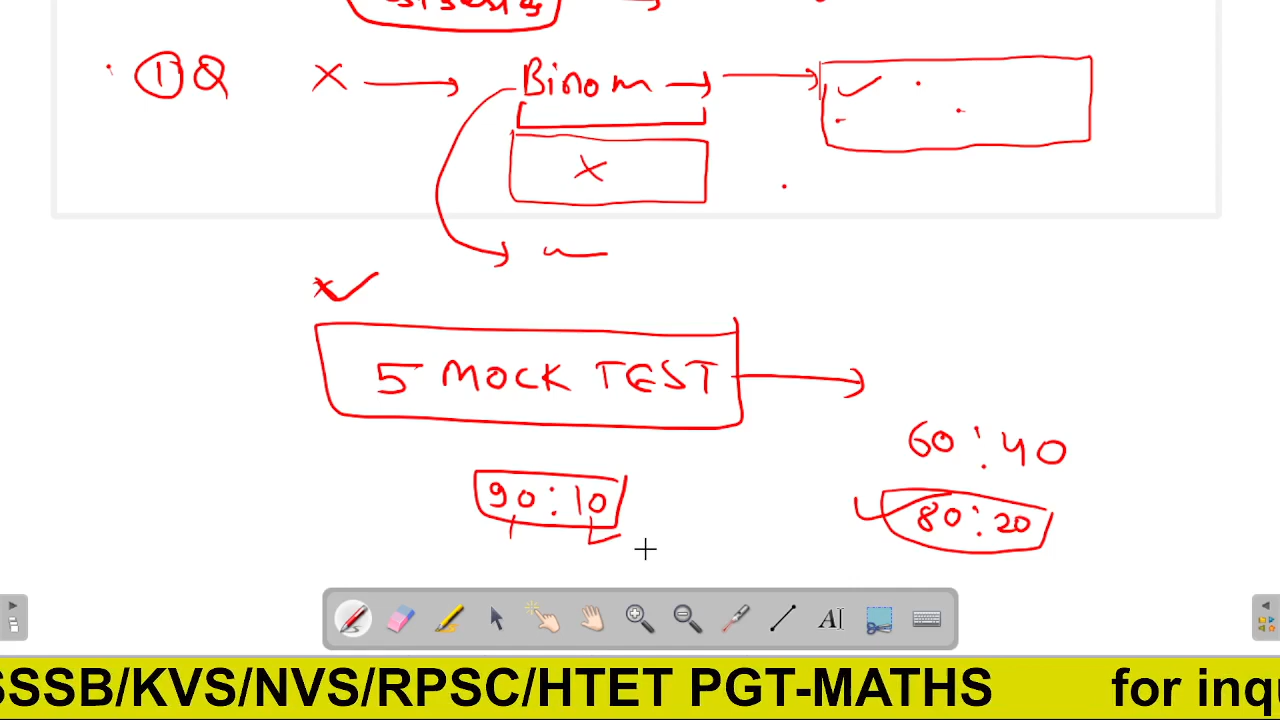 ① Q X → Binom → →
X
5 MOCK TEST →
60:40
90:10
80:20
SSSB/KVS/NVS/RPSC/HTET PGT-MATHS for inq